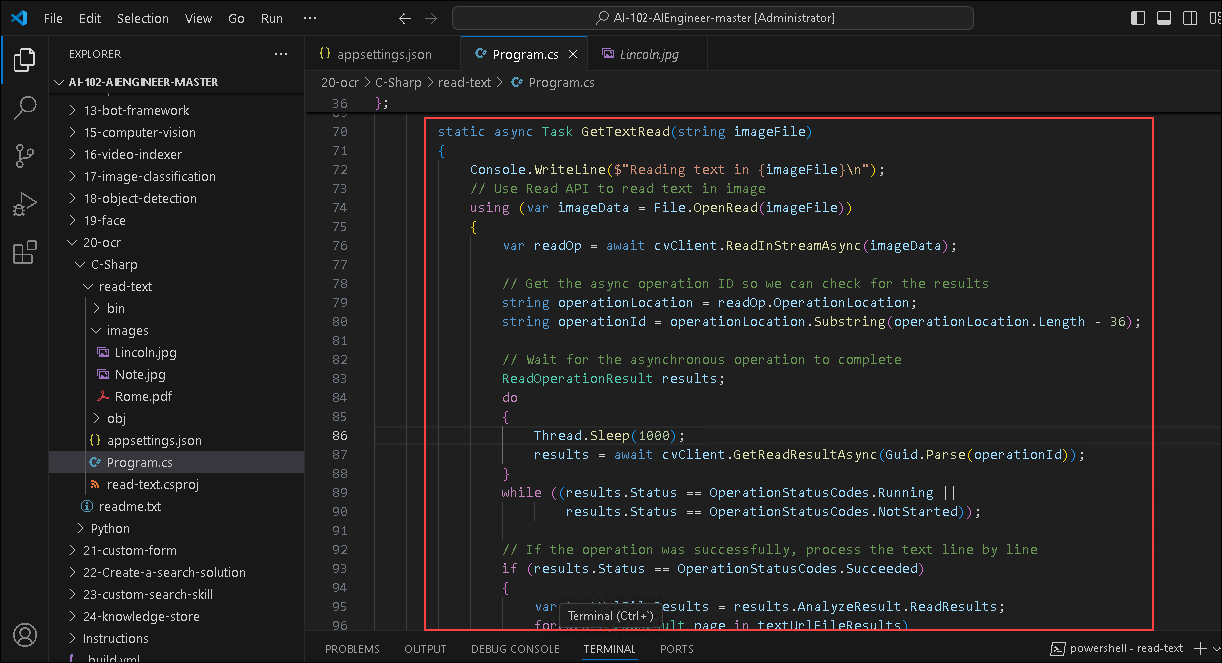 File Edit Selection View Go Run ··· AI-102-AIEngineer-master [Administrator]
EXPLORER ···
AI-102-AIENGINEER-MASTER
13-bot-framework
15-computer-vision
16-video-indexer
17-image-classification
18-object-detection
19-face
20-ocr
C-Sharp
read-text
bin
images
Lincoln.jpg
Note.jpg
Rome.pdf
obj
{} appsettings.json
Program.cs
read-text.csproj
readme.txt
Python
21-custom-form
22-Create-a-search-solution
23-custom-search-skill
24-knowledge-store
Instructions
build.yml
{} appsettings.json Program.cs Lincoln.jpg
20-ocr > C-Sharp > read-text > Program.cs
36 };
69
70 static async Task GetTextRead(string imageFile)
71 {
72 Console.WriteLine($"Reading text in {imageFile}\n");
73 // Use Read API to read text in image
74 using (var imageData = File.OpenRead(imageFile))
75 {
76 var readOp = await cvClient.ReadInStreamAsync(imageData);
77
78 // Get the async operation ID so we can check for the results
79 string operationLocation = readOp.OperationLocation;
80 string operationId = operationLocation.Substring(operationLocation.Length - 36);
81
82 // Wait for the asynchronous operation to complete
83 ReadOperationResult results;
84 do
85 {
86 Thread.Sleep(1000);
87 results = await cvClient.GetReadResultAsync(Guid.Parse(operationId));
88 }
89 while ((results.Status == OperationStatusCodes.Running ||
90 results.Status == OperationStatusCodes.NotStarted));
91
92 // If the operation was successfully, process the text line by line
93 if (results.Status == OperationStatusCodes.Succeeded)
94 {
95 var = results.AnalyzeResult.ReadResults;
96 page in textUrlFileResults)
Terminal (Ctrl+`)
PROBLEMS OUTPUT DEBUG CONSOLE TERMINAL PORTS powershell - read-text